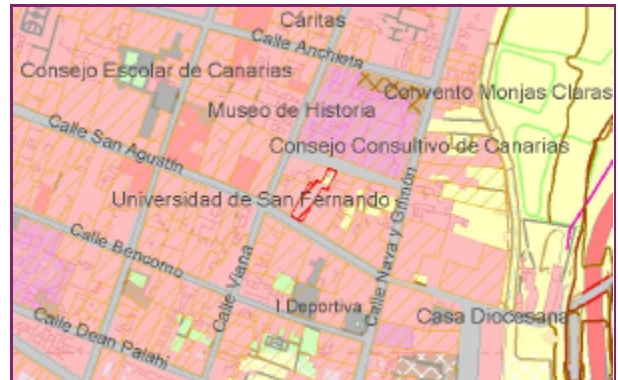 Cáritas
Calle Anchieta
Consejo Escolar de Canarias
Convento Monjas Claras
Museo de Historia
Consejo Consultivo de Canarias
Calle San Agustín
Universidad de San Fernando
Calle Nava y Grimón
Calle Bencomo
Calle Viana
I.Deportiva
Casa Diocesana
Calle Dean Palahi